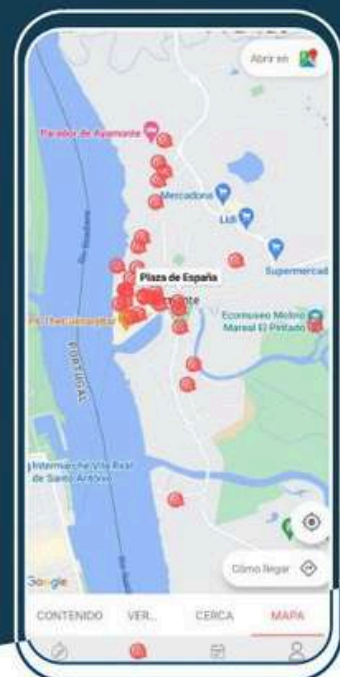 Abrir en
Parador de Ayamonte
Mercadona
Lidl
Plaza de España
Supermercad
Ecomuseo Molino
Mareal El Pintado
PORTUGAL
Intermarché Vila Real
de Santo António
Cómo llegar
Google
CONTENIDO VER... CERCA MAPA